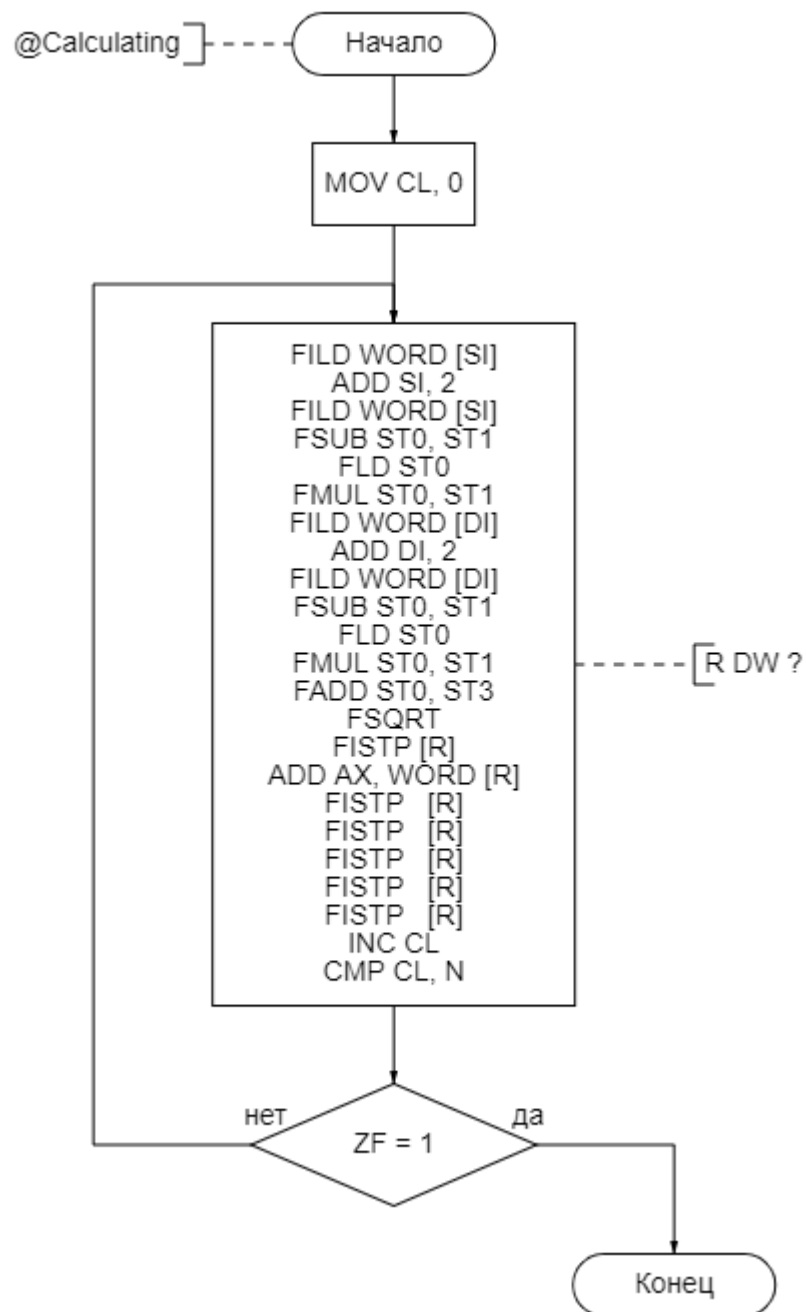 @Calculating
Начало
MOV CL, 0
FILD WORD [SI]
ADD SI, 2
FILD WORD [SI]
FSUB ST0, ST1
FLD ST0
FMUL ST0, ST1
FILD WORD [DI]
ADD DI, 2
FILD WORD [DI]
FSUB ST0, ST1
FLD ST0
FMUL ST0, ST1
FADD ST0, ST3
FSQRT
FISTP [R]
ADD AX, WORD [R]
FISTP [R]
FISTP [R]
FISTP [R]
FISTP [R]
FISTP [R]
INC CL
CMP CL, N
R DW ?
нет
ZF = 1
да
Конец